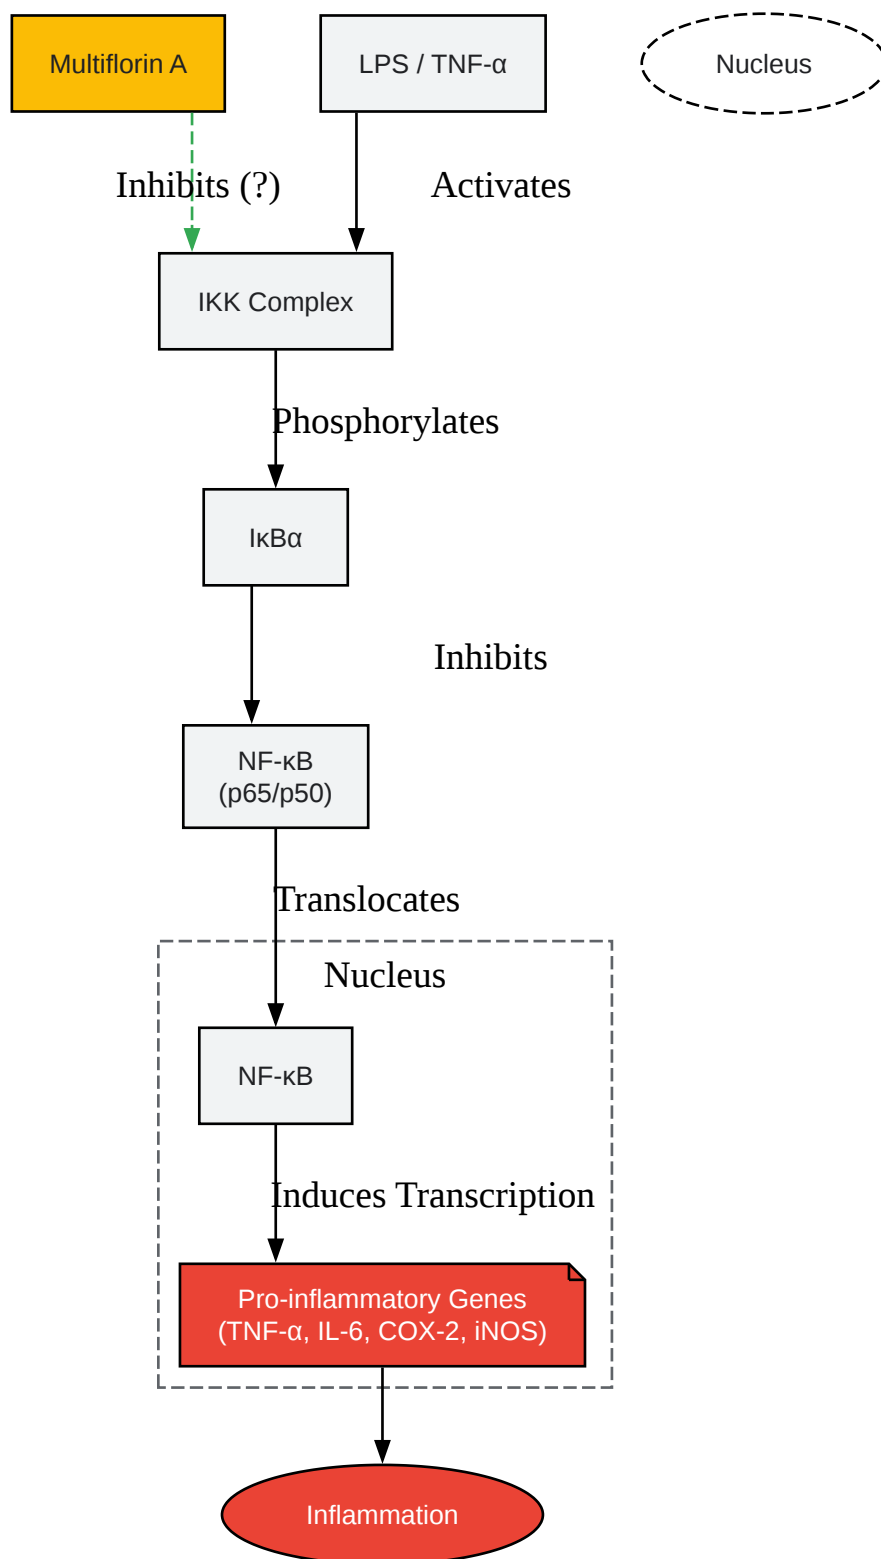 Multiflorin A
LPS / TNF-α
Nucleus
Inhibits (?)
Activates
IKK Complex
Phosphorylates
IκBα
Inhibits
NF-κB
(p65/p50)
Translocates
Nucleus
NF-κB
Induces Transcription
Pro-inflammatory Genes
(TNF-α, IL-6, COX-2, iNOS)
Inflammation